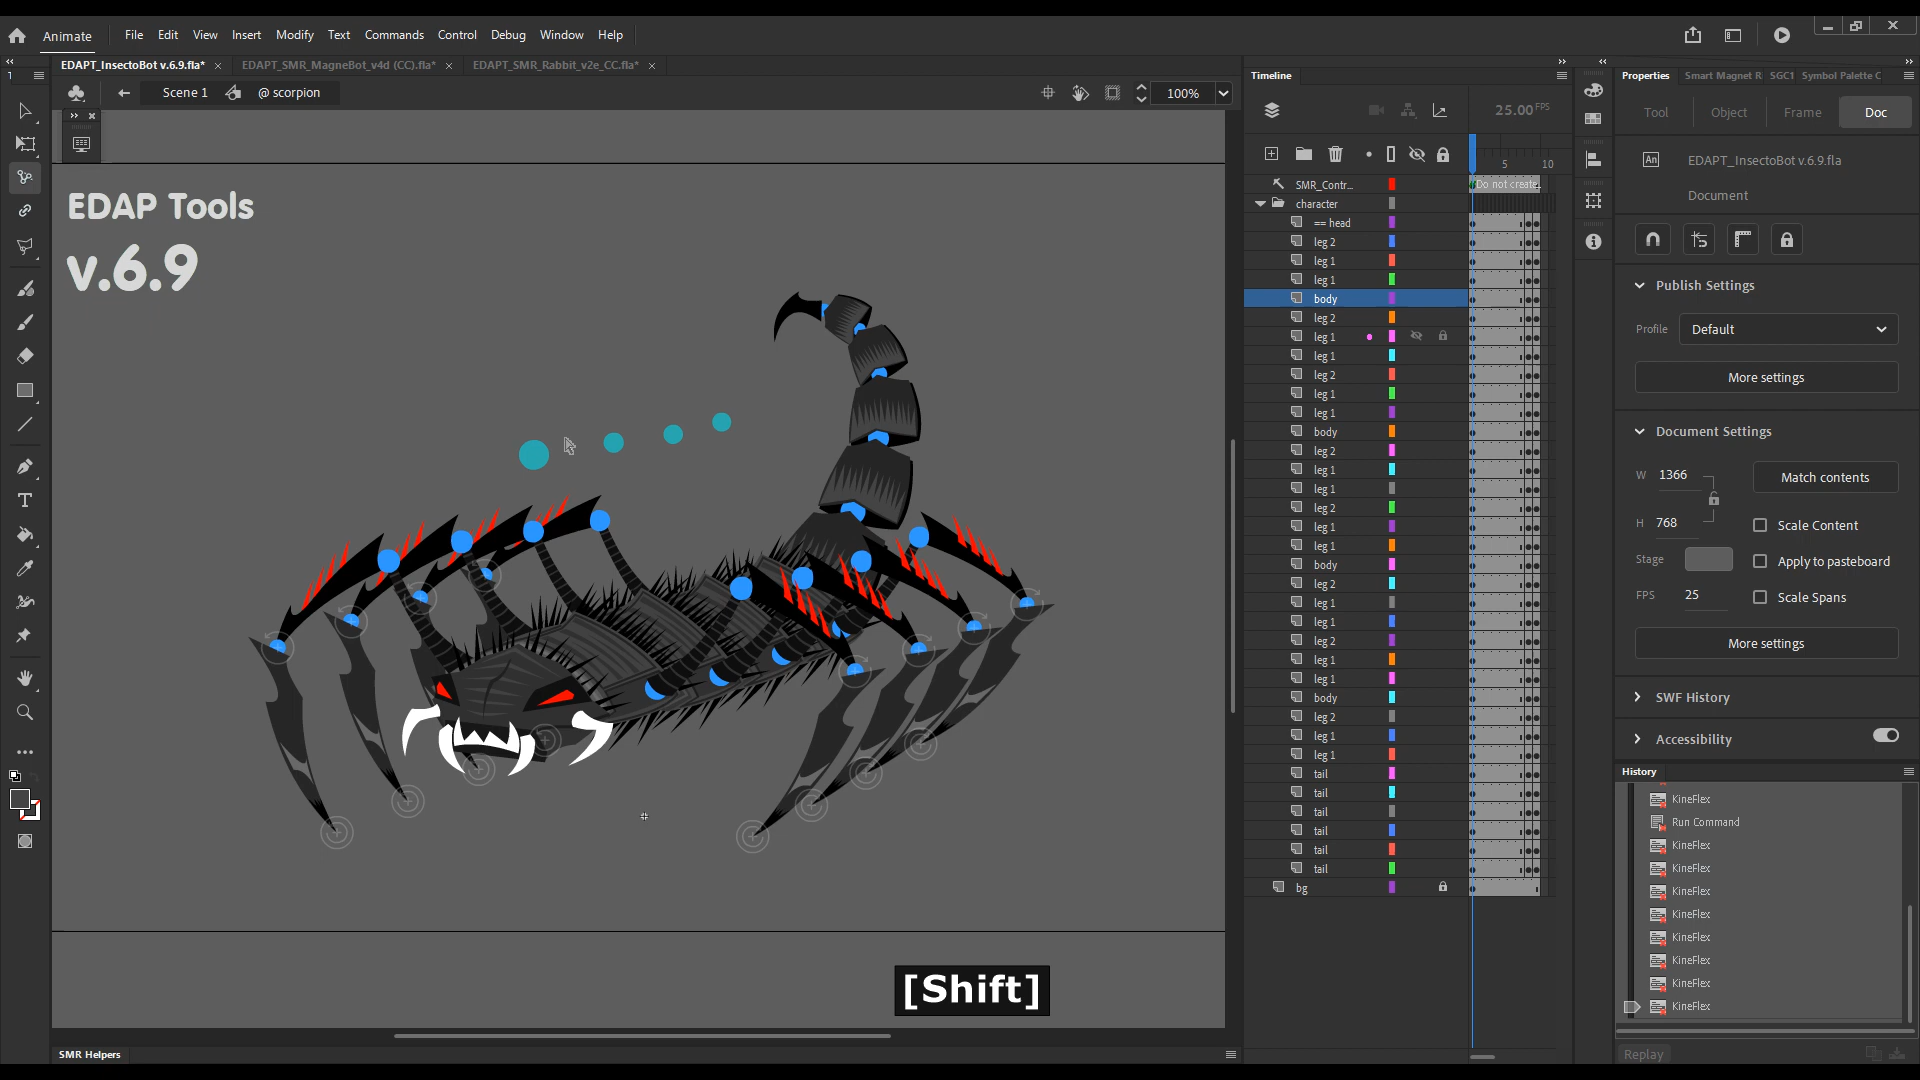 Animate
File Edit View Insert Modify Text Commands Control Debug Window Help
EDAPT_InsectoBot v.6.9.fla*
EDAPT_SMR_MagneBot_v4d (CC).fla*
EDAPT_SMR_Rabbit_v2e_CC.fla*
Scene 1
@ scorpion
100%
EDAP Tools
v.6.9
[Shift]
SMR Helpers
Timeline
25.00 FPS
5 10
SMR_Contr...
Do not create
character
== head
leg 2
leg 1
leg 1
body
leg 2
leg 1
leg 1
leg 2
leg 1
leg 1
body
leg 2
leg 1
leg 1
leg 2
leg 1
leg 1
body
leg 2
leg 1
leg 1
leg 2
leg 1
leg 1
body
leg 2
leg 1
leg 1
tail
tail
tail
tail
tail
tail
bg
Properties
Smart Magnet R
SGC1
Symbol Palette C
Tool Object Frame Doc
An
EDAPT_InsectoBot v.6.9.fla
Document
Publish Settings
Profile Default
More settings
Document Settings
W 1366
Match contents
H 768
Scale Content
Stage
Apply to pasteboard
FPS 25
Scale Spans
More settings
SWF History
Accessibility
History
KineFlex
Run Command
KineFlex
KineFlex
KineFlex
KineFlex
KineFlex
KineFlex
KineFlex
KineFlex
Replay